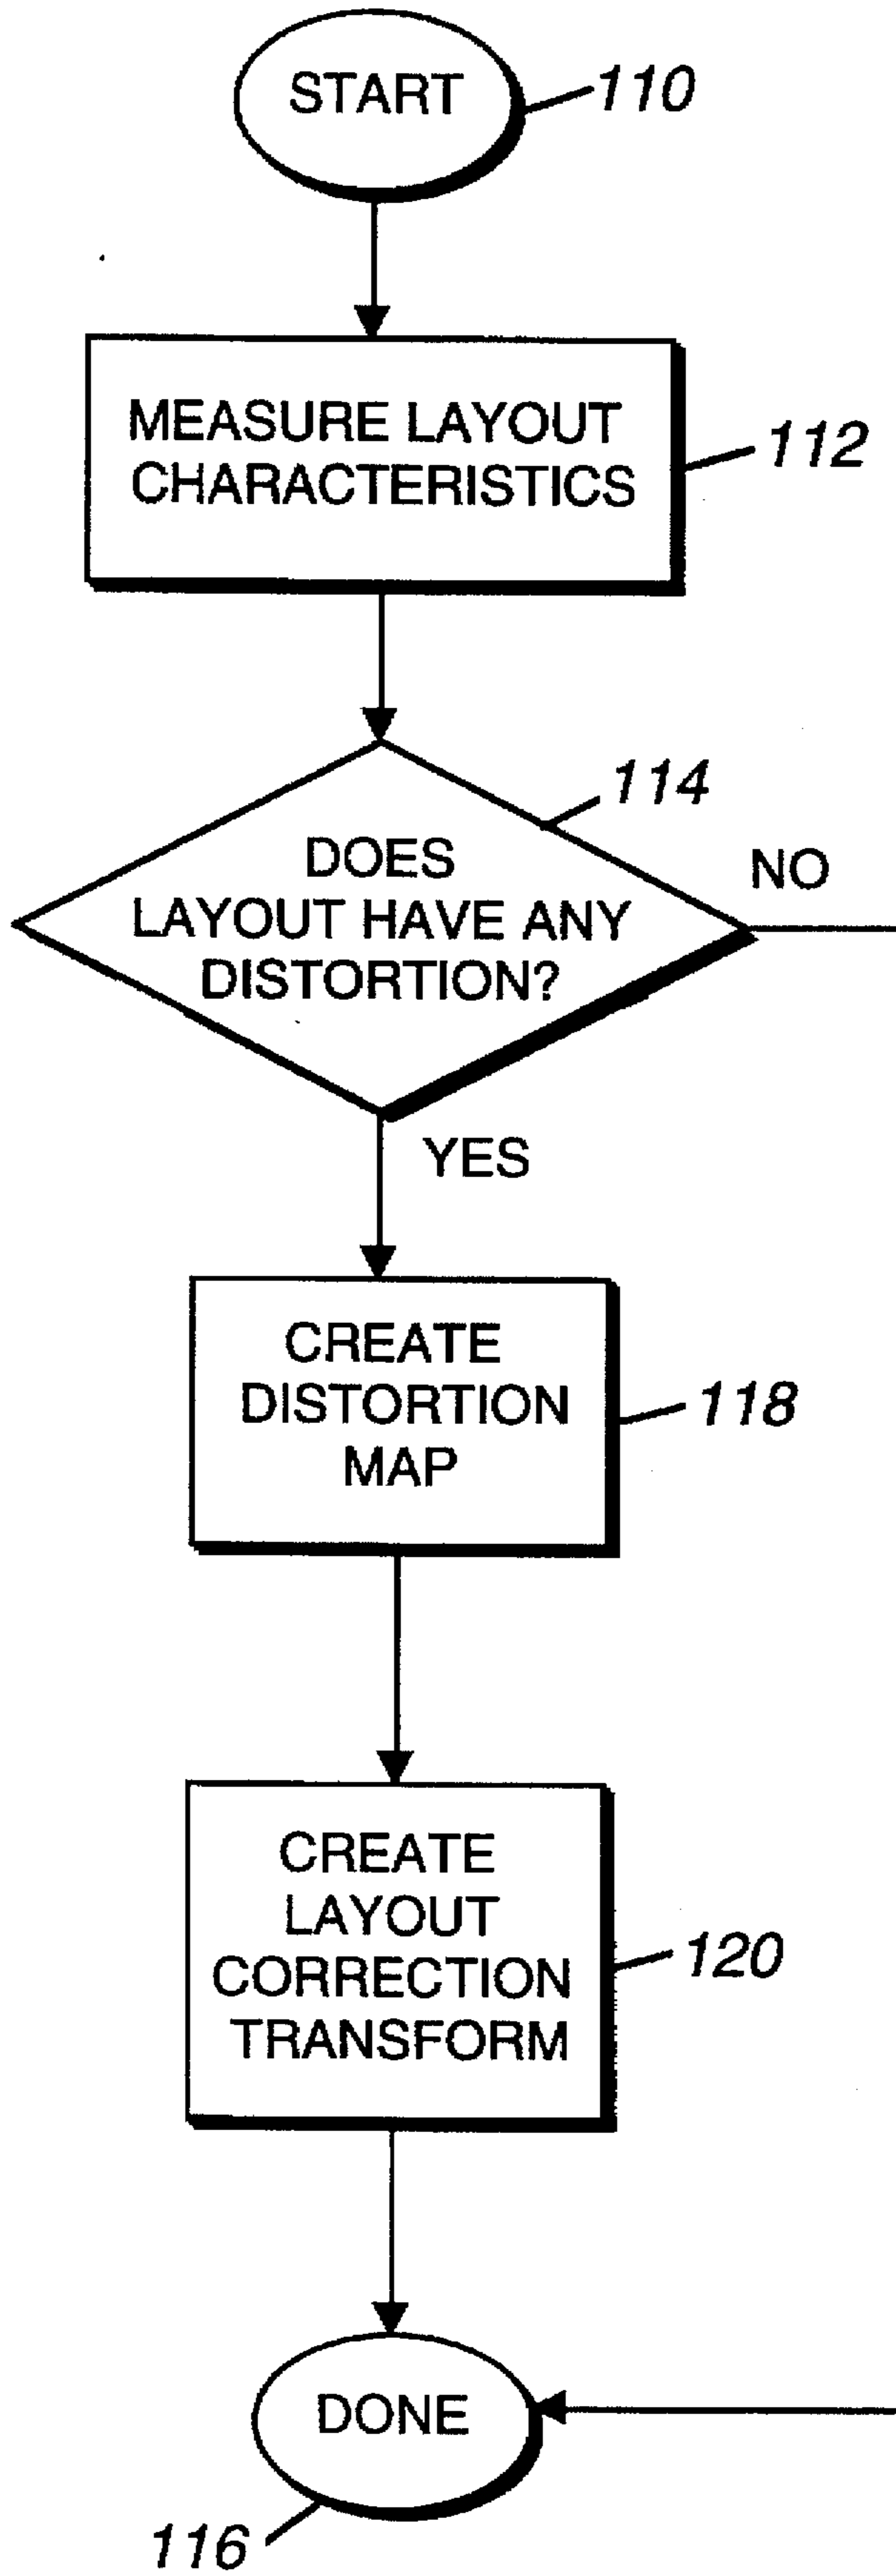 START
110
MEASURE LAYOUT
CHARACTERISTICS
112
114
DOES
LAYOUT HAVE ANY
DISTORTION?
NO
YES
CREATE
DISTORTION
MAP
118
CREATE
LAYOUT
CORRECTION
TRANSFORM
120
DONE
116